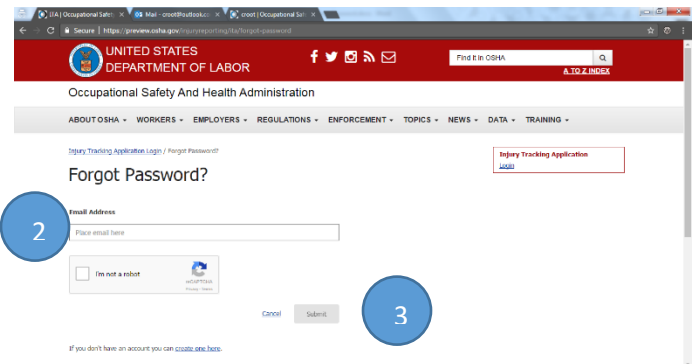 ITA | Occupational Safet
Mail - croot@outlook.co
croot | Occupational Saf
Secure | https://preview.osha.gov/injuryreporting/ita/forgot-password
UNITED STATES
DEPARTMENT OF LABOR
Find it in OSHA
A TO Z INDEX
Occupational Safety And Health Administration
ABOUT OSHA WORKERS EMPLOYERS REGULATIONS ENFORCEMENT TOPICS NEWS DATA TRAINING
Injury Tracking Application Login / Forgot Password?
Injury Tracking Application
Login
Forgot Password?
2
Email Address
Place email here
I'm not a robot
reCAPTCHA
Privacy - Terms
Cancel
Submit
3
If you don't have an account you can create one here.